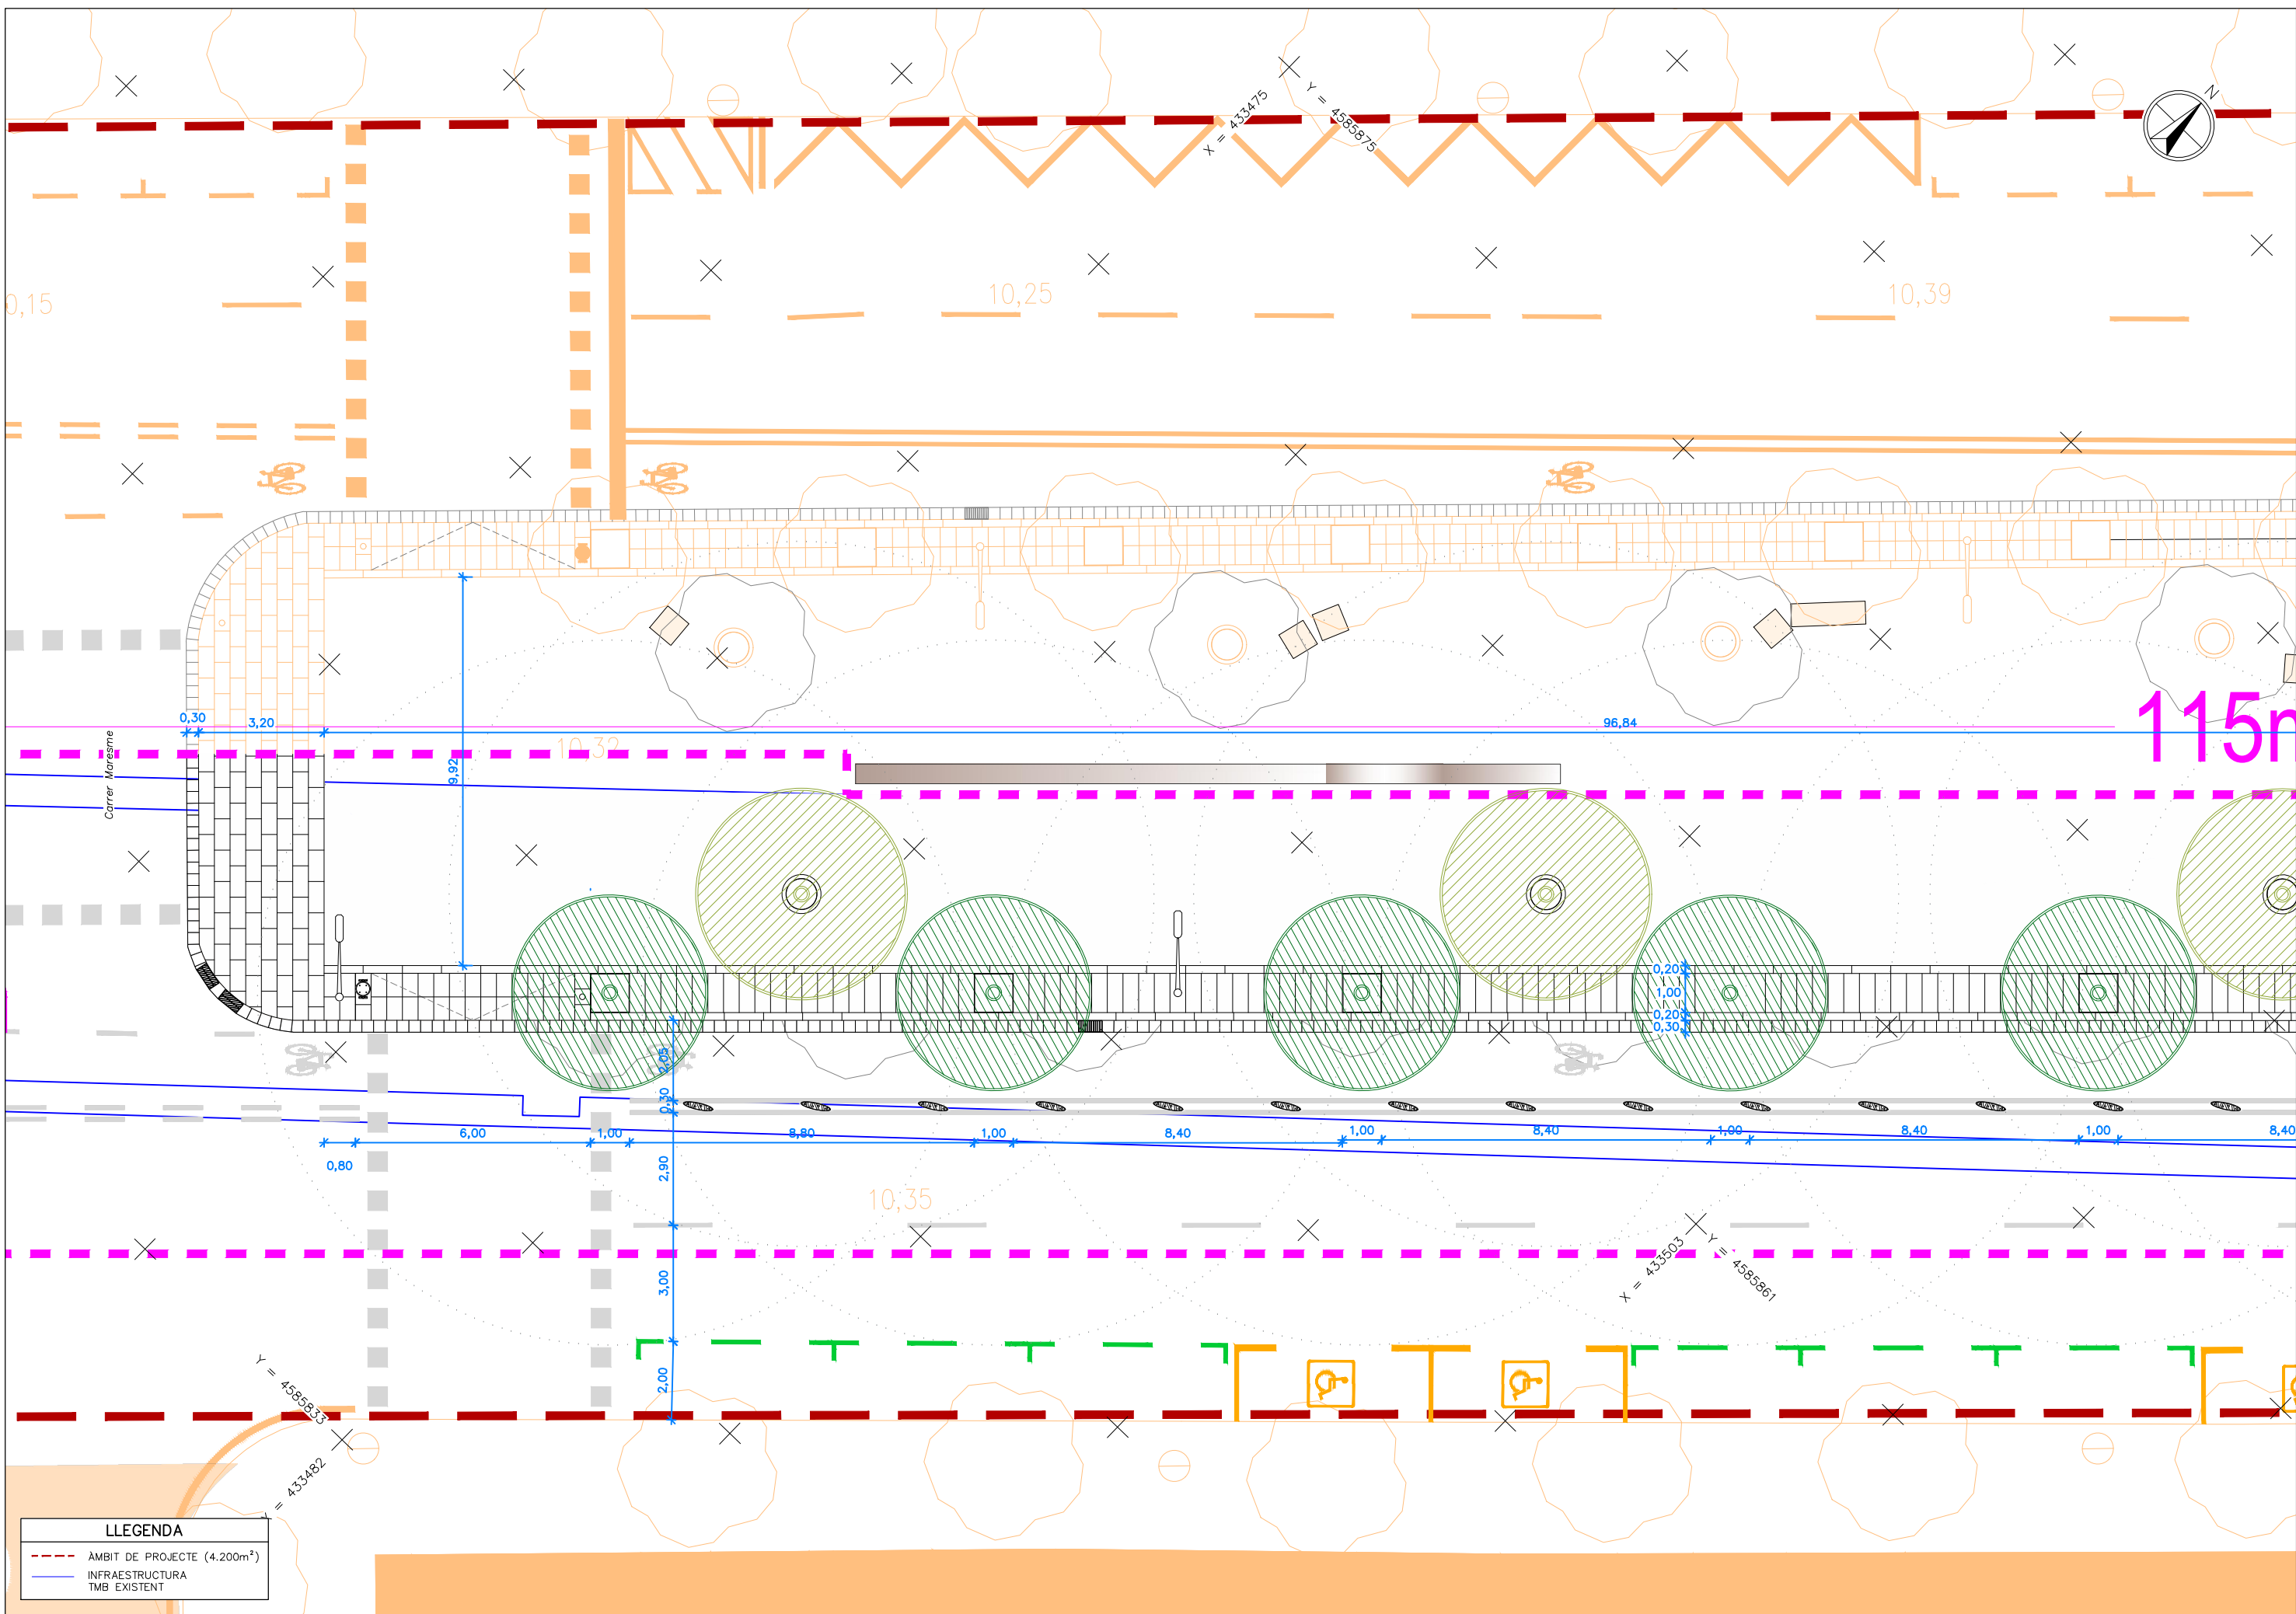 N
X = 433475
Y = 4585875
0,15
10,25
10,39
0,30
3,20
96,84
115
10,32
9,92
Carrer Maresme
0,20
1,00
0,20
0,30
2,05
0,30
6,00
1,00
8,80
1,00
8,40
1,00
8,40
1,00
8,40
1,00
8,40
0,80
2,90
10,35
3,00
X = 433503
Y = 4585861
2,00
Y = 4585833
= 433482
LLEGENDA
ÀMBIT DE PROJECTE (4.200m²)
INFRAESTRUCTURA
TMB EXISTENT